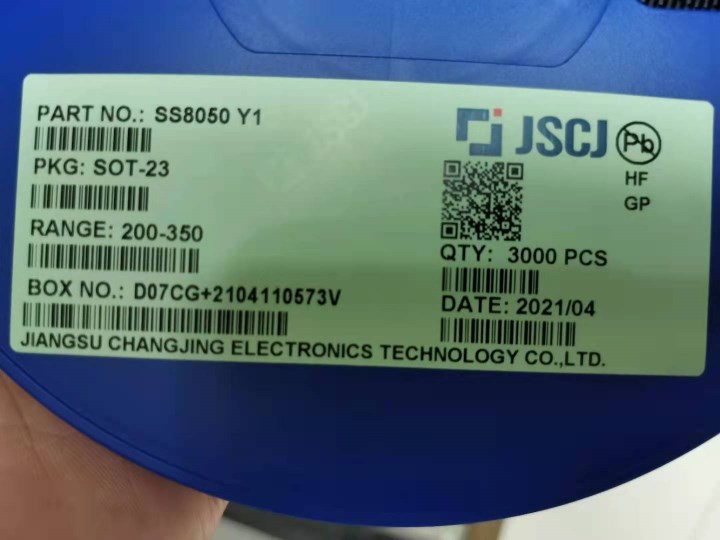 PART NO.: SS8050 Y1
PKG: SOT-23
RANGE: 200-350
BOX NO.: D07CG+2104110573V
JSCJ
Pb
HF
GP
QTY: 3000 PCS
DATE: 2021/04
JIANGSU CHANGJING ELECTRONICS TECHNOLOGY CO.,LTD.